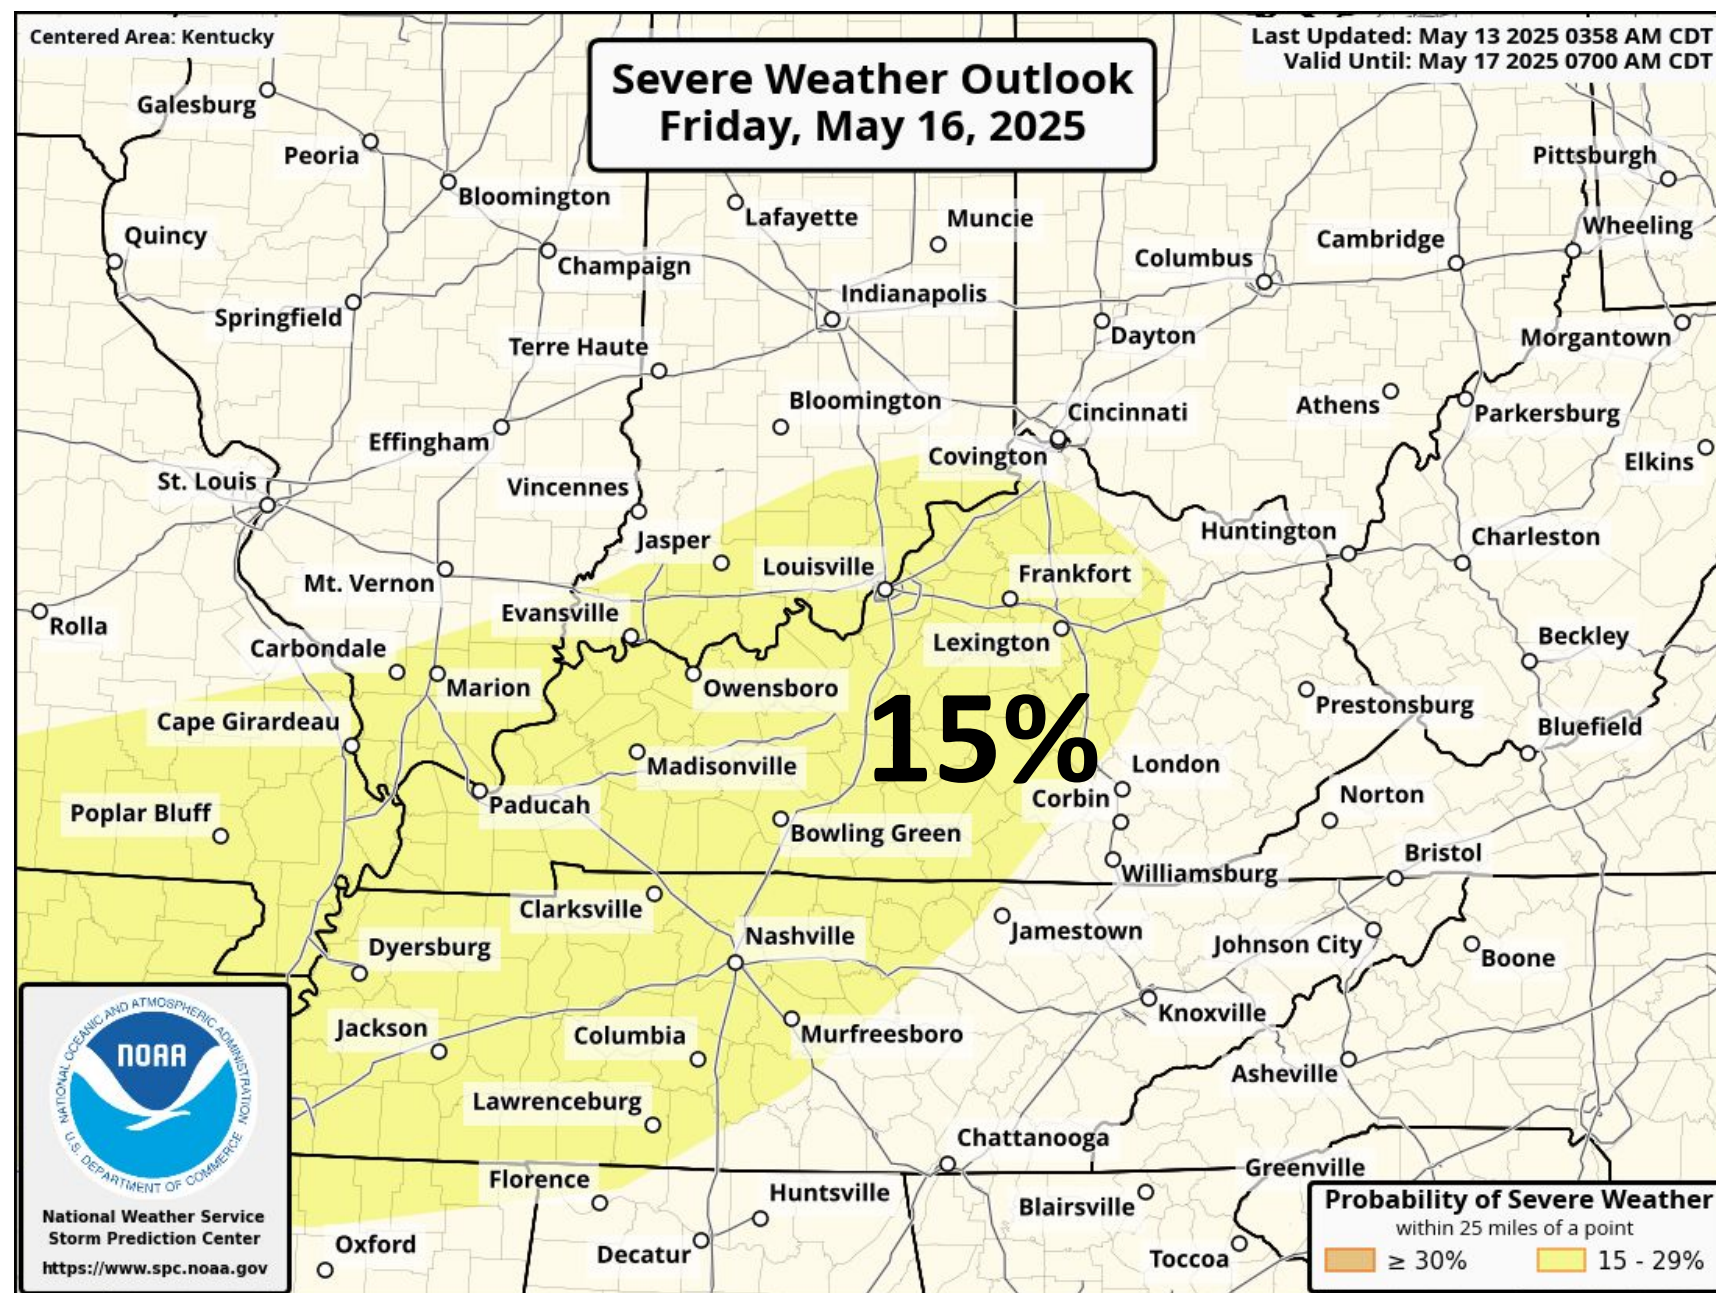 Centered Area: Kentucky
Last Updated: May 13 2025 0358 AM CDT
Valid Until: May 17 2025 0700 AM CDT
Severe Weather Outlook
Friday, May 16, 2025
Galesburg
Peoria
Bloomington
Pittsburgh
Quincy
Lafayette
Muncie
Wheeling
Champaign
Columbus
Cambridge
Springfield
Indianapolis
Terre Haute
Dayton
Morgantown
Bloomington
Cincinnati
Athens
Parkersburg
Effingham
Covington
Elkins
St. Louis
Vincennes
Jasper
Huntington
Charleston
Mt. Vernon
Louisville
Frankfort
Rolla
Evansville
Lexington
Beckley
Carbondale
Marion
Owensboro
15%
Prestonsburg
Cape Girardeau
Bluefield
Madisonville
London
Poplar Bluff
Paducah
Corbin
Norton
Bowling Green
Williamsburg
Bristol
Clarksville
Dyersburg
Nashville
Jamestown
Johnson City
Boone
Jackson
Columbia
Murfreesboro
Knoxville
Asheville
Lawrenceburg
Chattanooga
Greenville
Florence
Huntsville
Blairsville
Oxford
Decatur
Toccoa
NATIONAL OCEANIC AND ATMOSPHERIC ADMINISTRATION
NOAA
U.S. DEPARTMENT OF COMMERCE
National Weather Service
Storm Prediction Center
https://www.spc.noaa.gov
Probability of Severe Weather
within 25 miles of a point
≥ 30%
15 - 29%